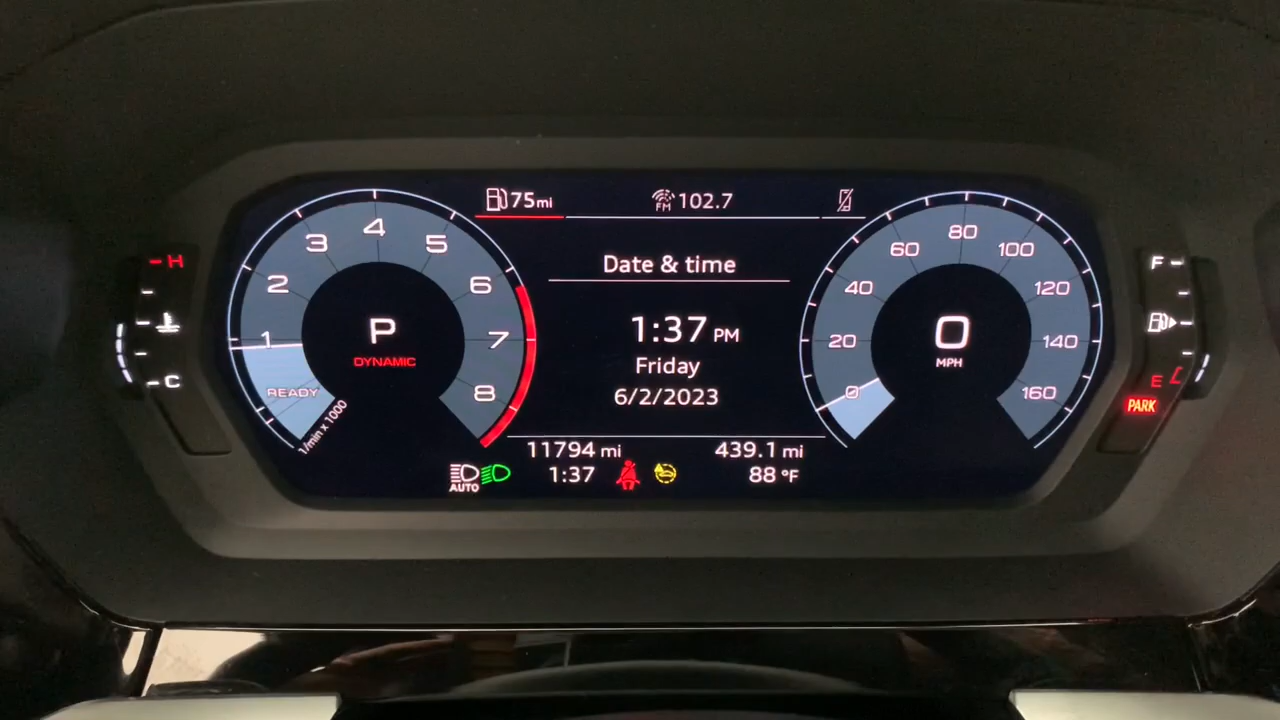 75 mi
FM 102.7
Date & time
1:37 PM
Friday
6/2/2023
11794 mi
439.1 mi
AUTO
1:37
88 °F
H
C
1
2
3
4
5
6
7
8
READY
1/min x 1000
P
DYNAMIC
0
20
40
60
80
100
120
140
160
0
MPH
F
E
PARK